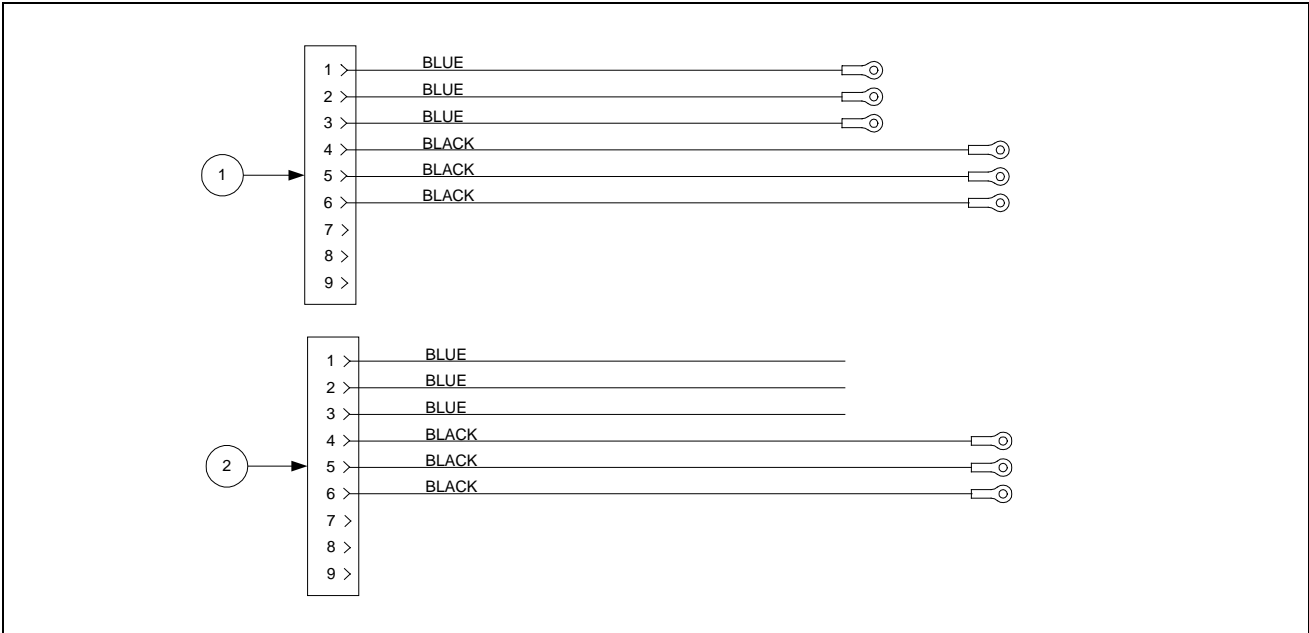 1 BLUE
2 BLUE
3 BLUE
4 BLACK
1 5 BLACK
6 BLACK
7
8
9
1 BLUE
2 BLUE
3 BLUE
4 BLACK
2 5 BLACK
6 BLACK
7
8
9